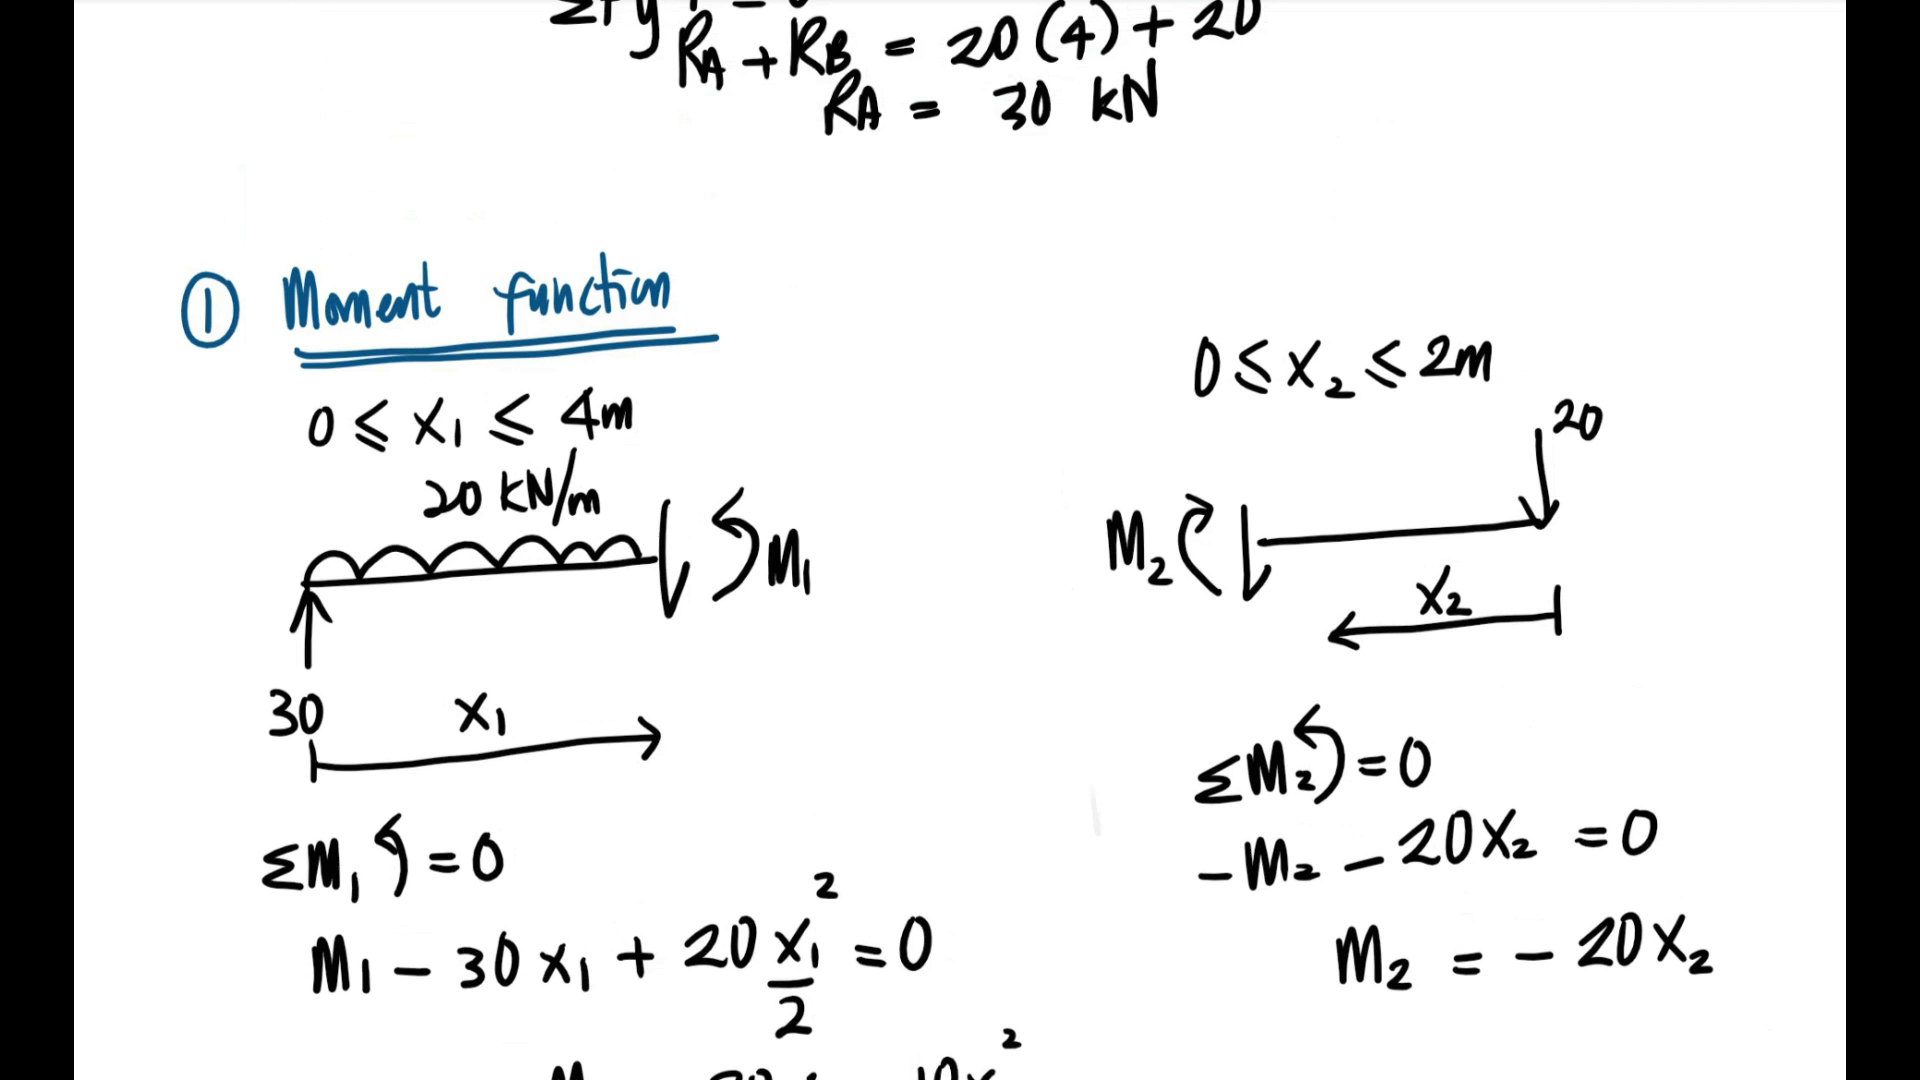 RA + RB = 20 (4) + 20
RA = 30 kN
① Moment function
0 ≤ x₁ ≤ 4m
20 kN/m
M₁
30
x₁
ΣM₁ = 0
M₁ - 30 x₁ + 20 x₁²/2 = 0
0 ≤ x₂ ≤ 2m
20
M₂
x₂
ΣM₂ = 0
-M₂ - 20x₂ = 0
M₂ = - 20x₂